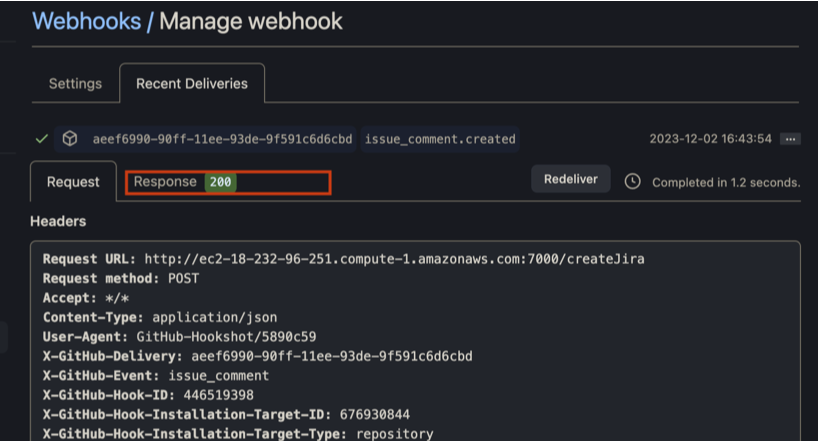 Webhooks / Manage webhook
Settings Recent Deliveries
aeef6990-90ff-11ee-93de-9f591c6d6cbd issue_comment.created 2023-12-02 16:43:54 ...
Request Response 200 Redeliver Completed in 1.2 seconds.
Headers
Request URL: http://ec2-18-232-96-251.compute-1.amazonaws.com:7000/createJira
Request method: POST
Accept: */*
Content-Type: application/json
User-Agent: GitHub-Hookshot/5890c59
X-GitHub-Delivery: aeef6990-90ff-11ee-93de-9f591c6d6cbd
X-GitHub-Event: issue_comment
X-GitHub-Hook-ID: 446519398
X-GitHub-Hook-Installation-Target-ID: 676930844
X-GitHub-Hook-Installation-Target-Type: repository